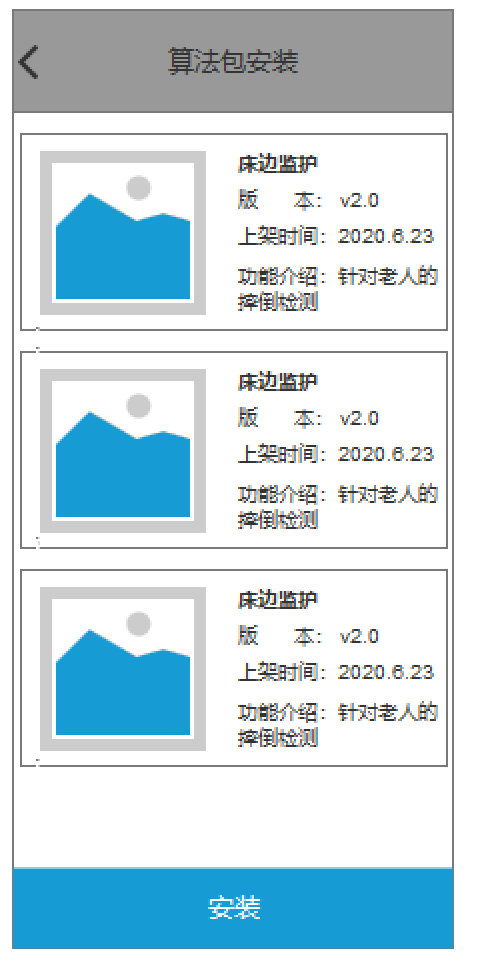 算法包安装
床边监护
版 本: v2.0
上架时间: 2020.6.23
功能介绍: 针对老人的
摔倒检测
床边监护
版 本: v2.0
上架时间: 2020.6.23
功能介绍: 针对老人的
摔倒检测
床边监护
版 本: v2.0
上架时间: 2020.6.23
功能介绍: 针对老人的
摔倒检测
安装